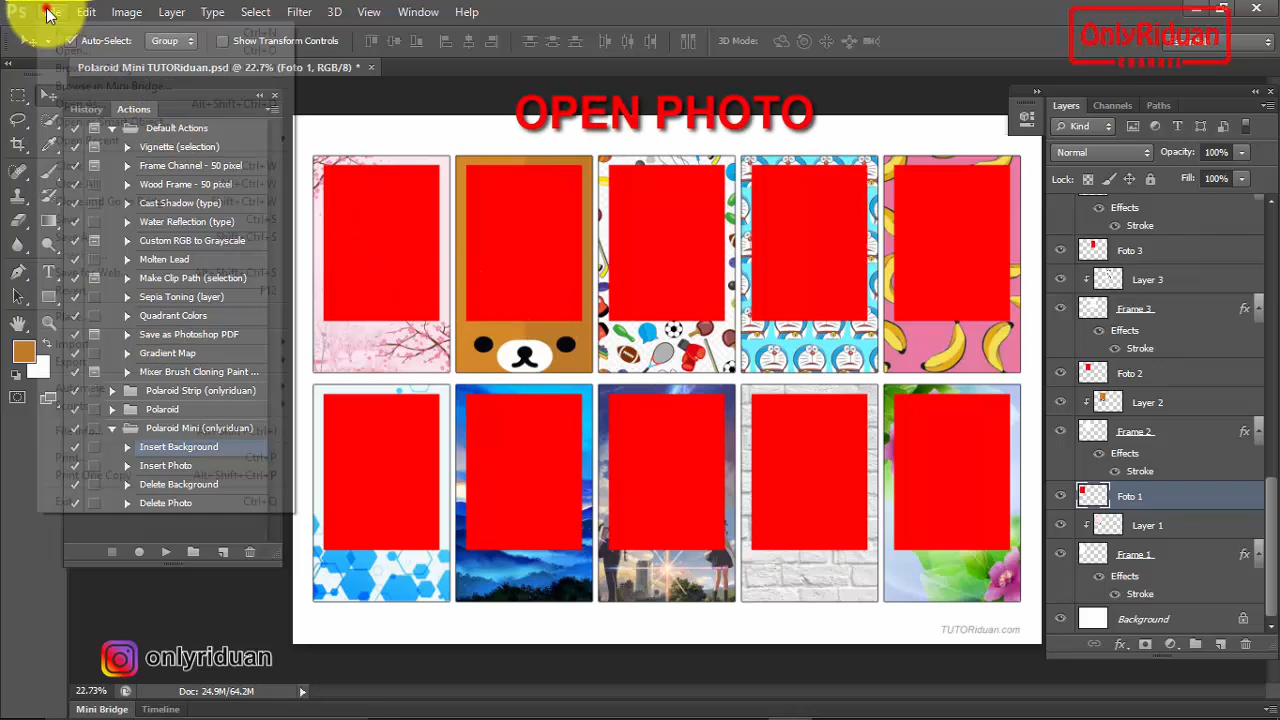 Ps File Edit Image Layer Type Select Filter 3D View Window Help
Auto-Select: Group Show Transform Controls 3D Mode:
OnlyRiduan
CHANNEL
Polaroid Mini TUTORiduan.psd @ 22.7% (Foto 1, RGB/8) *
OPEN PHOTO
History Actions
Default Actions
Vignette (selection)
Frame Channel - 50 pixel
Wood Frame - 50 pixel
Cast Shadow (type)
Water Reflection (type)
Custom RGB to Grayscale
Molten Lead
Make Clip Path (selection)
Sepia Toning (layer)
Quadrant Colors
Save as Photoshop PDF
Gradient Map
Mixer Brush Cloning Paint ...
Polaroid Strip (onlyriduan)
Polaroid
Polaroid Mini (onlyriduan)
Insert Background
Insert Photo
Delete Background
Delete Photo
Layers Channels Paths
Kind
Normal Opacity: 100%
Lock: Fill: 100%
Effects
Stroke
Foto 3
Layer 3
Frame 3 fx
Effects
Stroke
Foto 2
Layer 2
Frame 2 fx
Effects
Stroke
Foto 1
Layer 1
Frame 1 fx
Effects
Stroke
Background
TUTORiduan.com
onlyriduan
22.73% Doc: 24.9M/64.2M
Mini Bridge Timeline